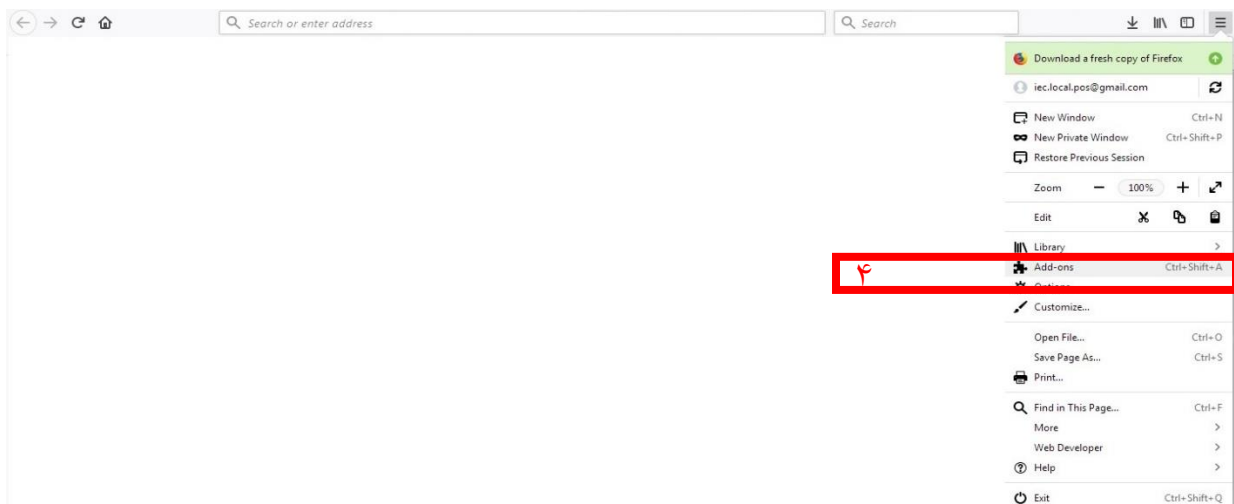 Search or enter address
Search
Download a fresh copy of Firefox
iec.local.pos@gmail.com
New Window Ctrl+N
New Private Window Ctrl+Shift+P
Restore Previous Session
Zoom 100%
Edit
Library
۴ Add-ons Ctrl+Shift+A
Options
Customize...
Open File... Ctrl+O
Save Page As... Ctrl+S
Print...
Find in This Page... Ctrl+F
More
Web Developer
Help
Exit Ctrl+Shift+Q